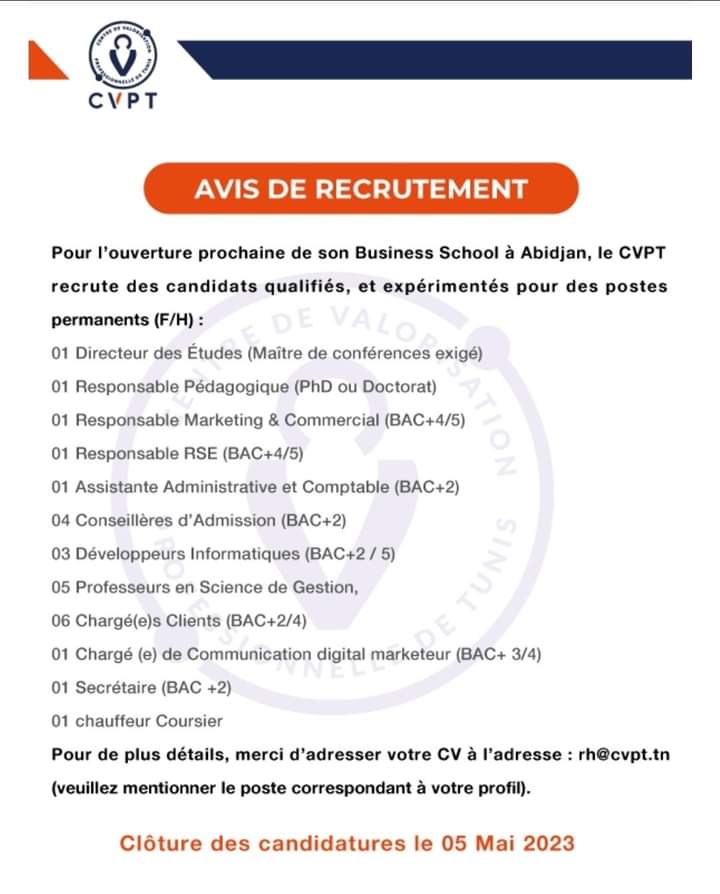 CENTRE DE VALORISATION
PROFESSIONNELLE DE TUNIS
CVPT
AVIS DE RECRUTEMENT
Pour l'ouverture prochaine de son Business School à Abidjan, le CVPT
recrute des candidats qualifiés, et expérimentés pour des postes
permanents (F/H) :
01 Directeur des Études (Maître de conférences exigé)
01 Responsable Pédagogique (PhD ou Doctorat)
01 Responsable Marketing & Commercial (BAC+4/5)
01 Responsable RSE (BAC+4/5)
01 Assistante Administrative et Comptable (BAC+2)
04 Conseillères d'Admission (BAC+2)
03 Développeurs Informatiques (BAC+2 / 5)
05 Professeurs en Science de Gestion,
06 Chargé(e)s Clients (BAC+2/4)
01 Chargé (e) de Communication digital marketeur (BAC+ 3/4)
01 Secrétaire (BAC +2)
01 chauffeur Coursier
Pour de plus détails, merci d'adresser votre CV à l'adresse : rh@cvpt.tn
(veuillez mentionner le poste correspondant à votre profil).
Clôture des candidatures le 05 Mai 2023
CENTRE DE VALORISATION
PROFESSIONNELLE DE TUNIS